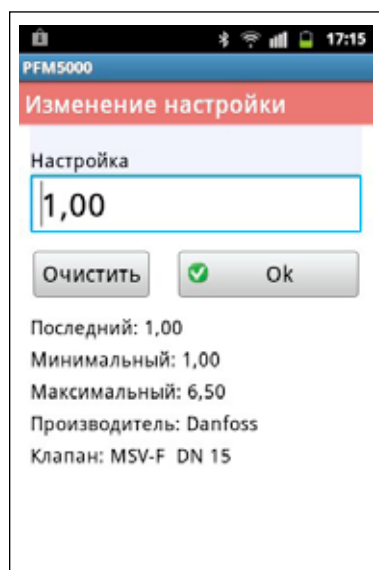 17:15
PFM5000
Изменение настройки
Настройка
1,00
Очистить Ok
Последний: 1,00
Минимальный: 1,00
Максимальный: 6,50
Производитель: Danfoss
Клапан: MSV-F DN 15